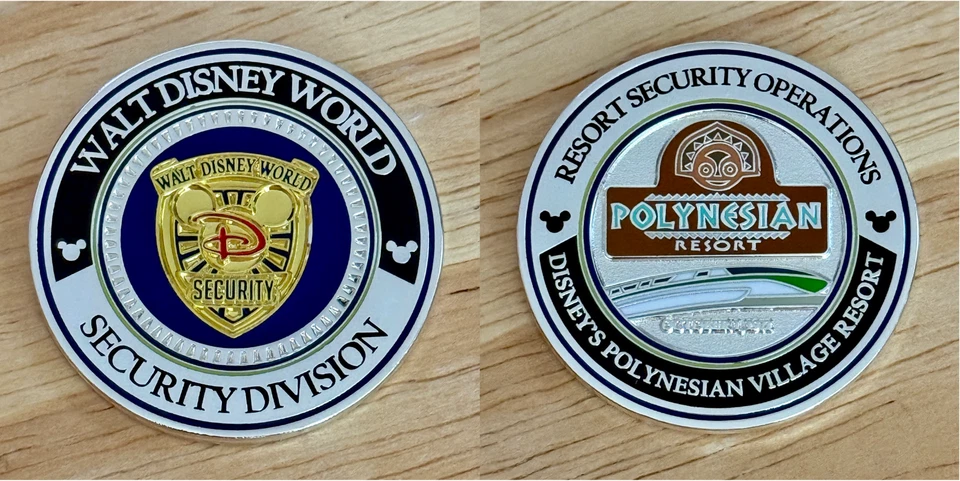 WALT DISNEY WORLD
WALT DISNEY WORLD
D
SECURITY
SECURITY DIVISION
RESORT SECURITY OPERATIONS
POLYNESIAN
RESORT
DISNEY'S POLYNESIAN VILLAGE RESORT